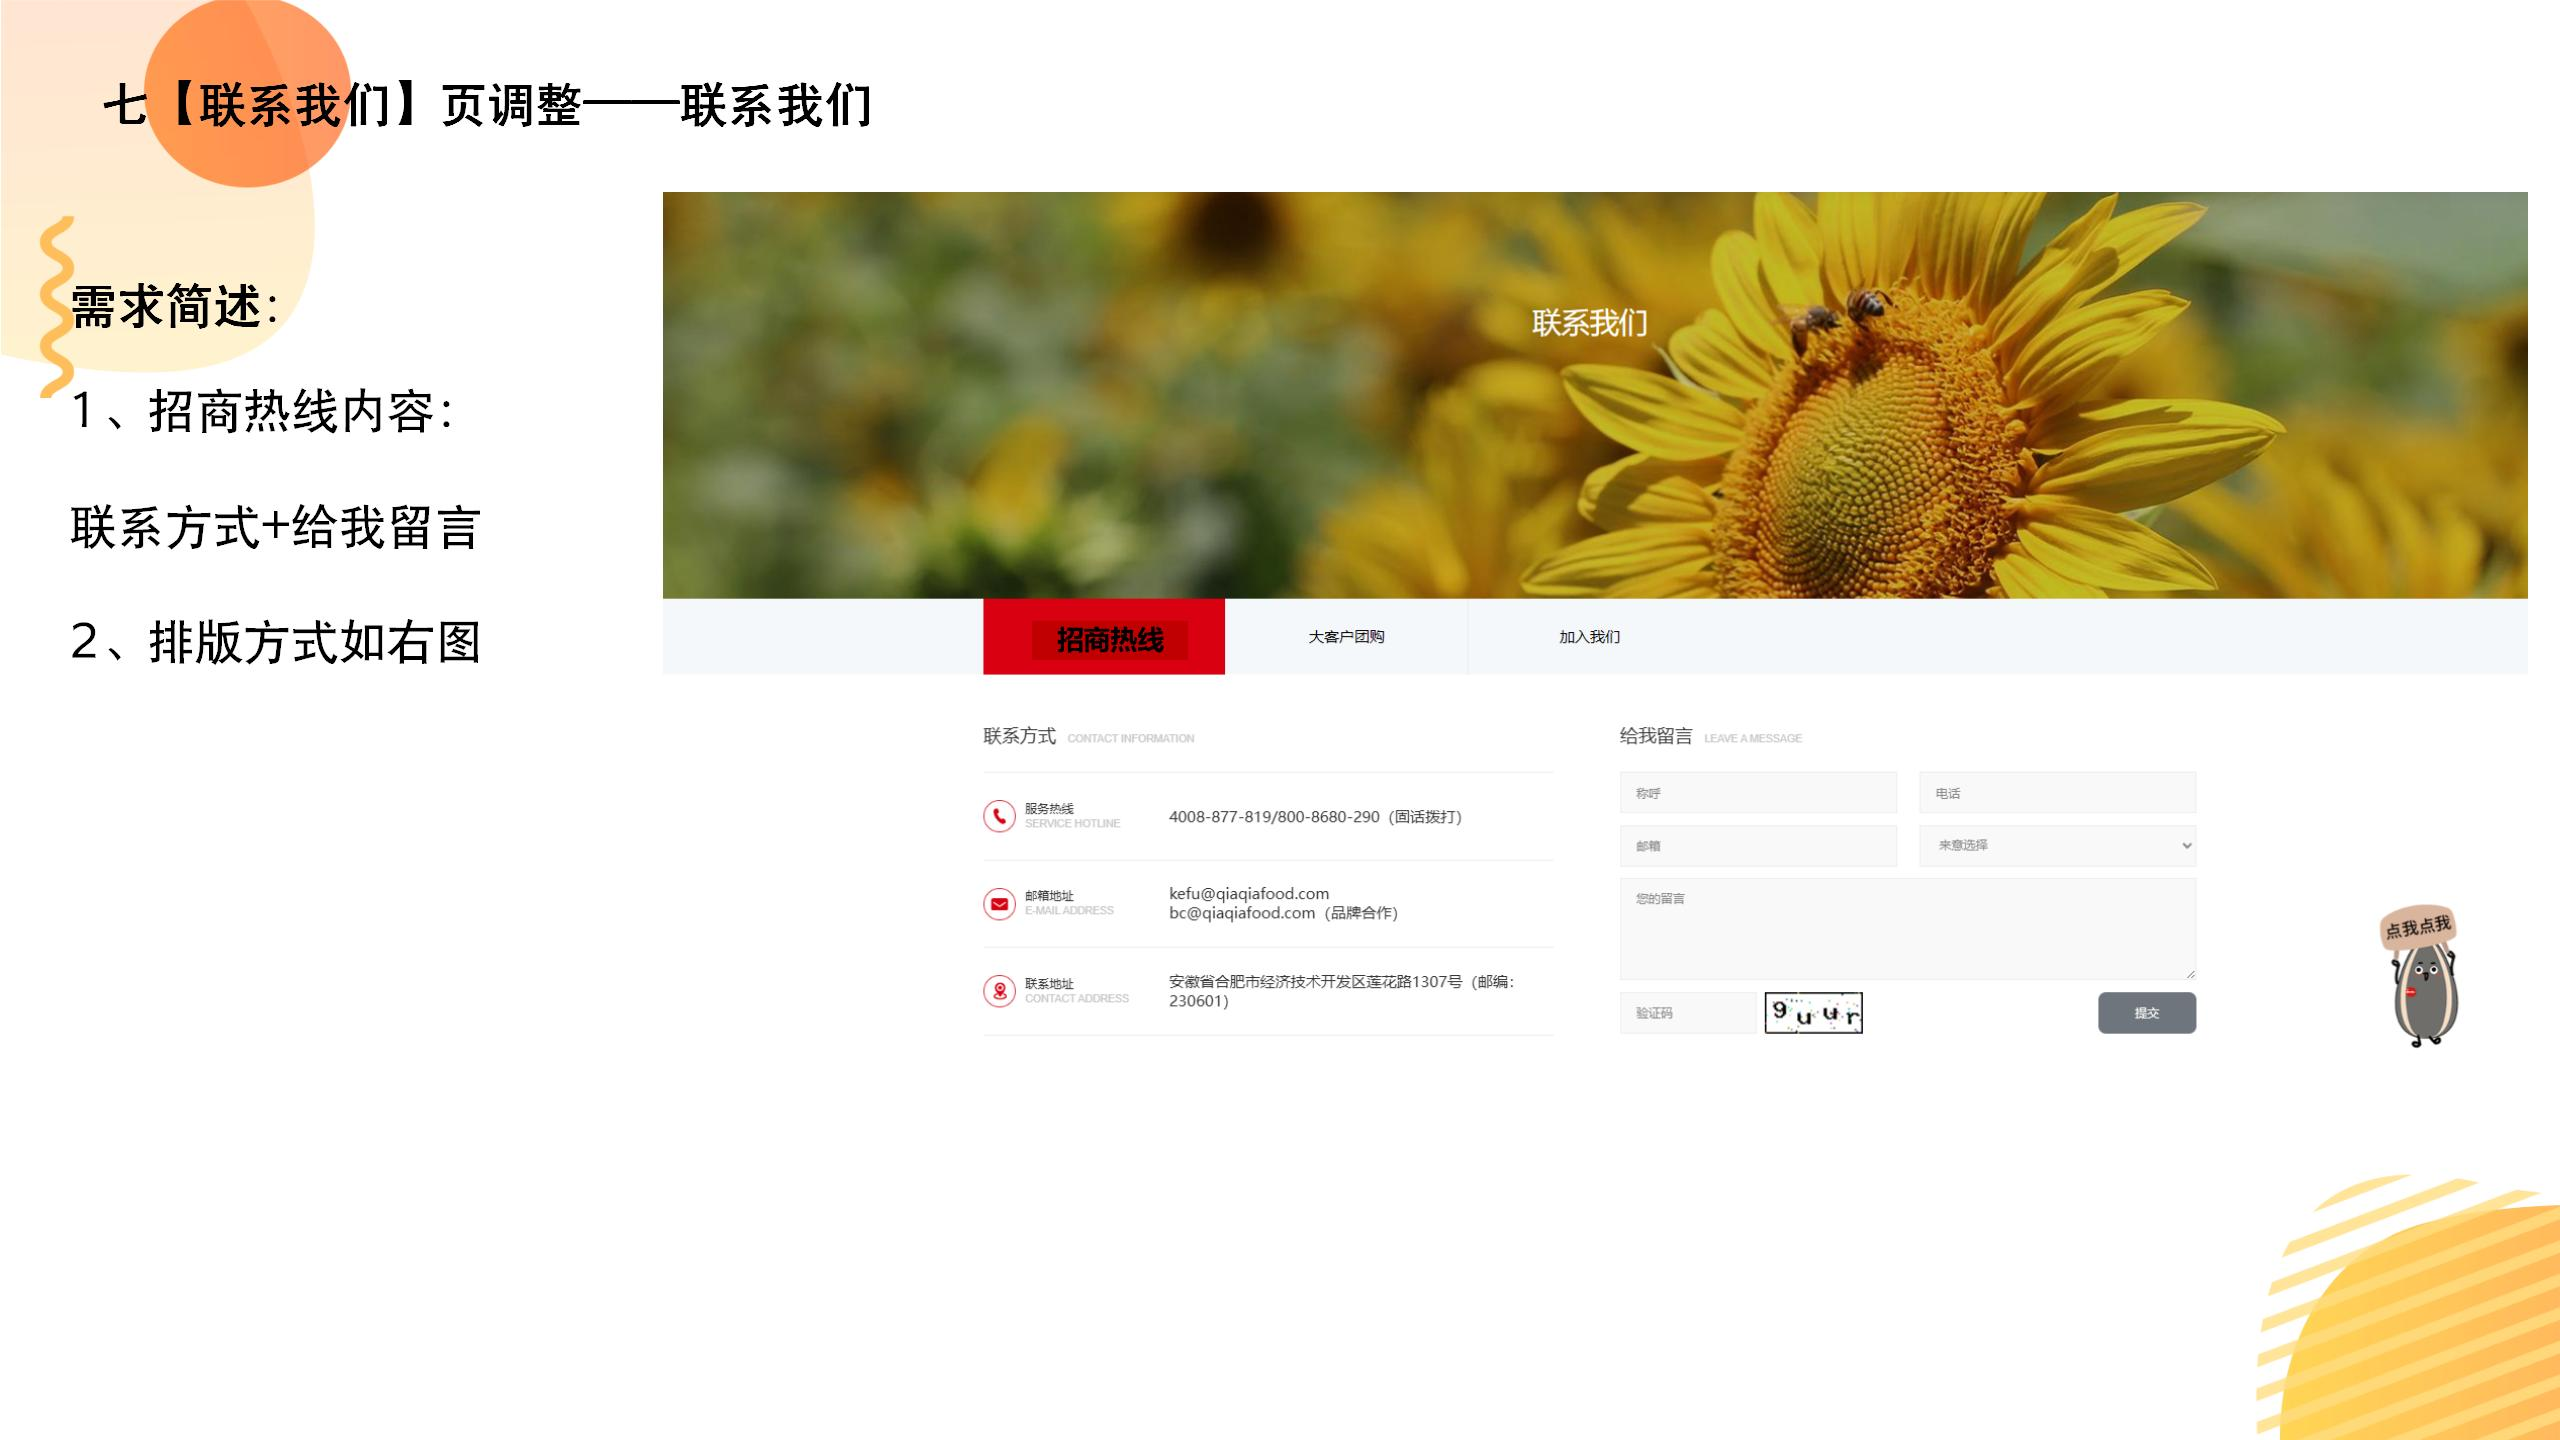 七【联系我们】页调整——联系我们
需求简述：
1、招商热线内容：
联系方式+给我留言
2、排版方式如右图
联系我们
招商热线
大客户团购
加入我们
联系方式 CONTACT INFORMATION
服务热线
SERVICE HOTLINE
4008-877-819/800-8680-290（固话拨打）
邮箱地址
E-MAIL ADDRESS
kefu@qiaqiafood.com
bc@qiaqiafood.com（品牌合作）
联系地址
CONTACT ADDRESS
安徽省合肥市经济技术开发区莲花路1307号（邮编：
230601）
给我留言 LEAVE A MESSAGE
称呼
电话
邮箱
来意选择
您的留言
验证码
9uur
提交
点我点我